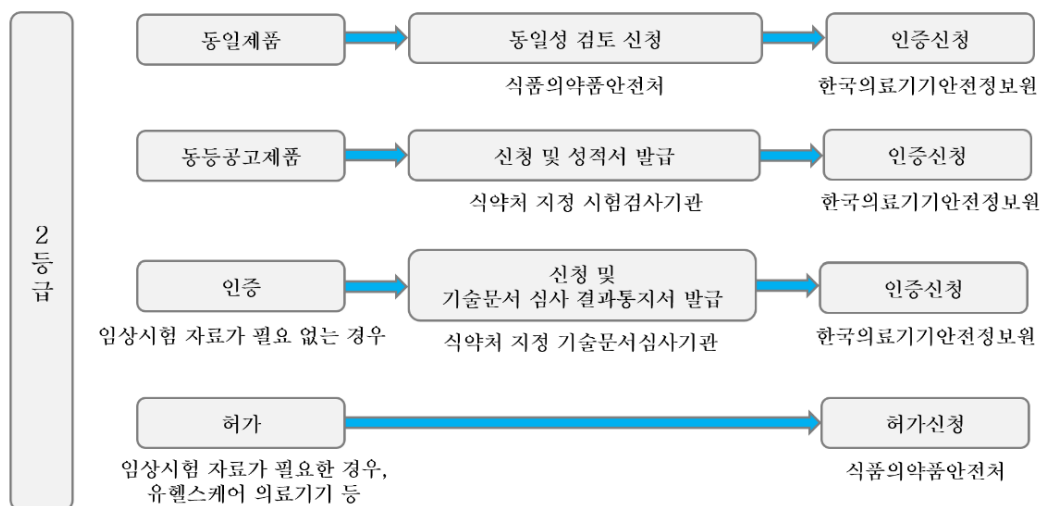 2등급
동일제품
동일성 검토 신청
인증신청
식품의약품안전처
한국의료기기안전정보원
동등공고제품
신청 및 성적서 발급
인증신청
식약처 지정 시험검사기관
한국의료기기안전정보원
인증
신청 및
기술문서 심사 결과통지서 발급
인증신청
임상시험 자료가 필요 없는 경우
식약처 지정 기술문서심사기관
한국의료기기안전정보원
허가
허가신청
임상시험 자료가 필요한 경우,
유헬스케어 의료기기 등
식품의약품안전처